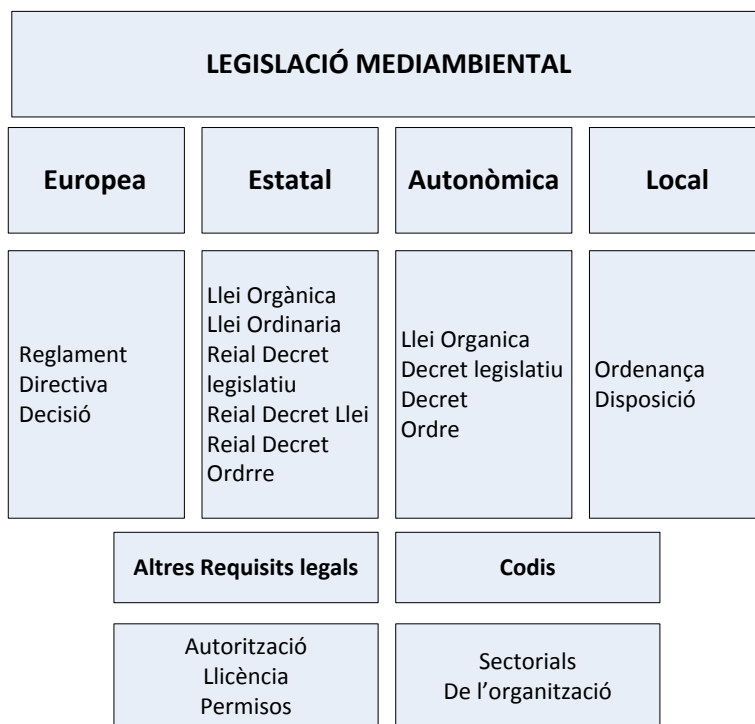 LEGISLACIÓ MEDIAMBIENTAL
Europea
Estatal
Autonòmica
Local
Reglament
Directiva
Decisió
Llei Orgànica
Llei Ordinaria
Reial Decret
legislatiu
Reial Decret Llei
Reial Decret
Ordrre
Llei Organica
Decret legislatiu
Decret
Ordre
Ordenança
Disposició
Altres Requisits legals
Codis
Autorització
Llicència
Permisos
Sectorials
De l'organització